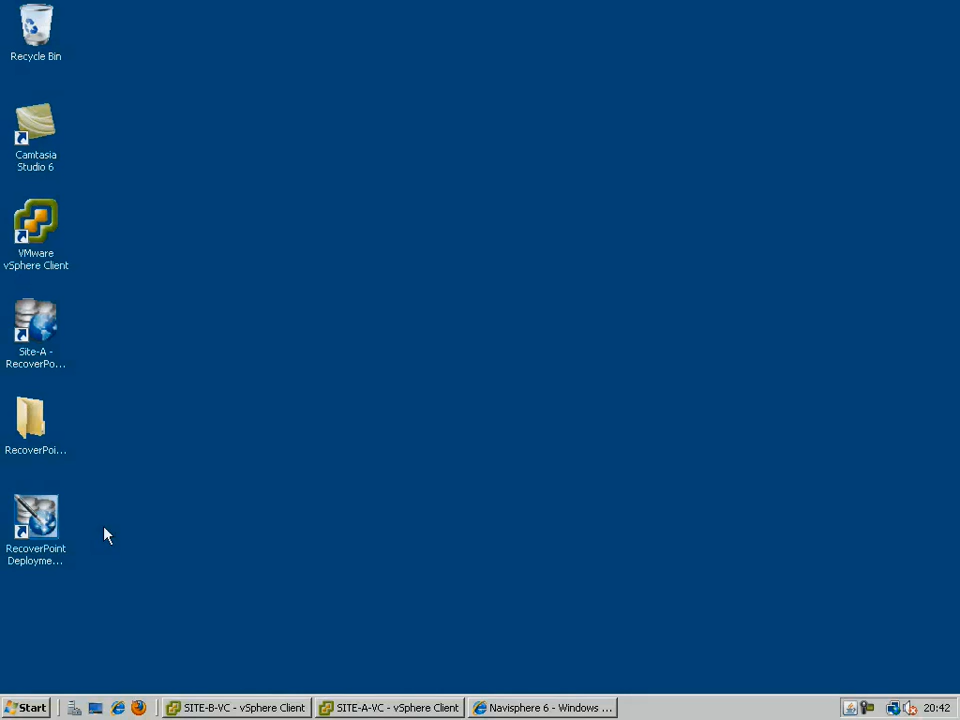 Recycle Bin
Camtasia
Studio 6
VMware
vSphere Client
Site-A -
RecoverPo...
RecoverPoi...
RecoverPoint
Deployme...
Start
SITE-B-VC - vSphere Client
SITE-A-VC - vSphere Client
Navisphere 6 - Windows ...
20:42